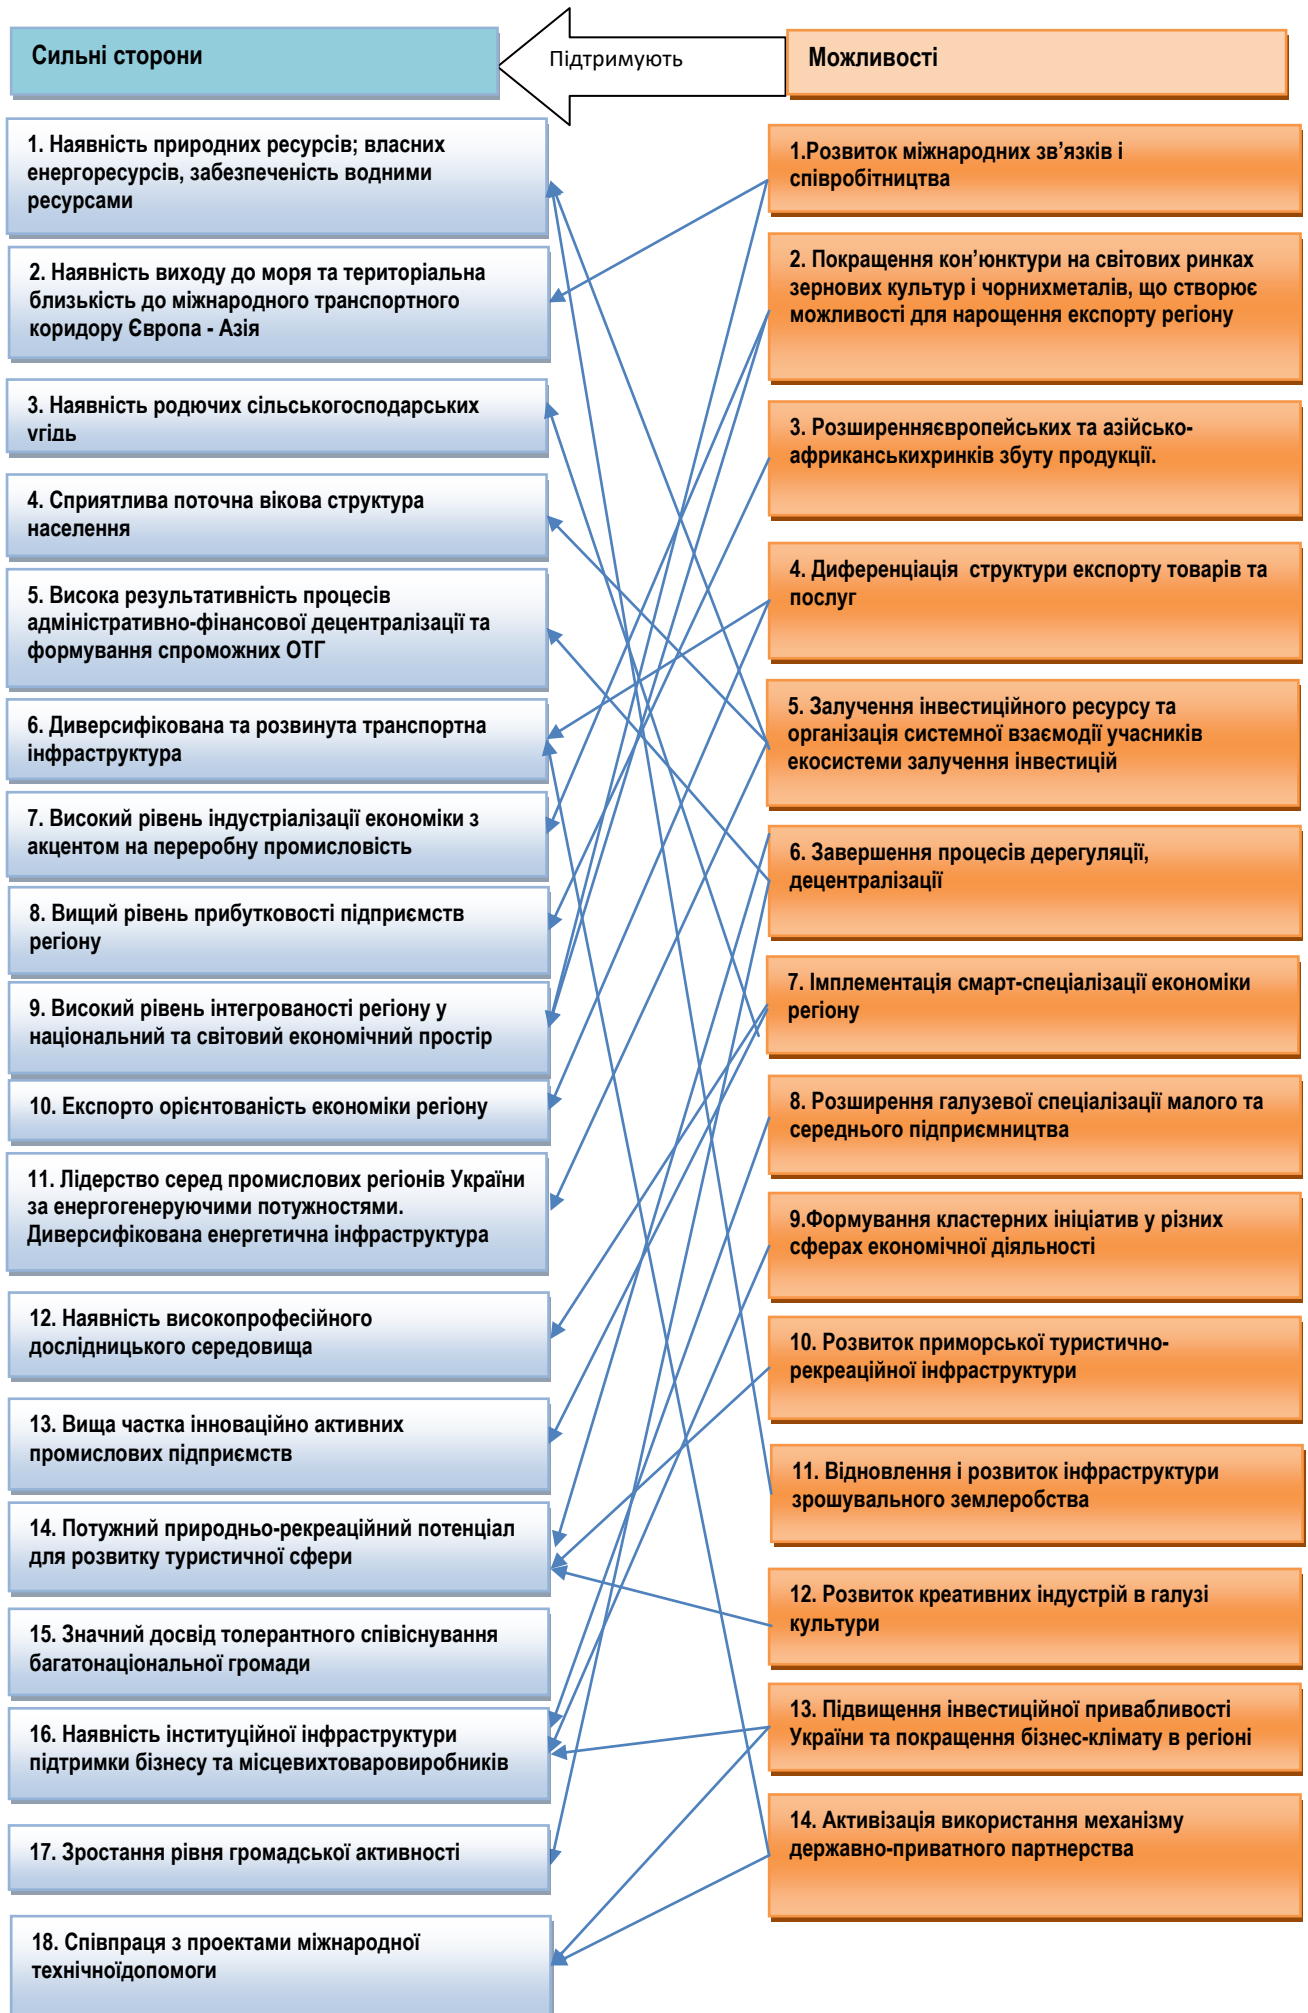 Сильні сторони
Підтримують
Можливості
1. Наявність природних ресурсів; власних
енергоресурсів, забезпеченість водними
ресурсами
2. Наявність виходу до моря та територіальна
близькість до міжнародного транспортного
коридору Європа - Азія
3. Наявність родючих сільськогосподарських
угідь
4. Сприятлива поточна вікова структура
населення
5. Висока результативність процесів
адміністративно-фінансової децентралізації та
формування спроможних ОТГ
6. Диверсифікована та розвинута транспортна
інфраструктура
7. Високий рівень індустріалізації економіки з
акцентом на переробну промисловість
8. Вищий рівень прибутковості підприємств
регіону
9. Високий рівень інтегрованості регіону у
національний та світовий економічний простір
10. Експорто орієнтованість економіки регіону
11. Лідерство серед промислових регіонів України
за енергогенеруючими потужностями.
Диверсифікована енергетична інфраструктура
12. Наявність високопрофесійного
дослідницького середовища
13. Вища частка інноваційно активних
промислових підприємств
14. Потужний природньо-рекреаційний потенціал
для розвитку туристичної сфери
15. Значний досвід толерантного співіснування
багатонаціональної громади
16. Наявність інституційної інфраструктури
підтримки бізнесу та місцевихтоваровиробників
17. Зростання рівня громадської активності
18. Співпраця з проектами міжнародної
технічноїдопомоги
1.Розвиток міжнародних зв’язків і
співробітництва
2. Покращення кон’юнктури на світових ринках
зернових культур і чорнихметалів, що створює
можливості для нарощення експорту регіону
3. Розширенняєвропейських та азійсько-
африканськихринків збуту продукції.
4. Диференціація  структури експорту товарів та
послуг
5. Залучення інвестиційного ресурсу та
організація системної взаємодії учасників
екосистеми залучення інвестицій
6. Завершення процесів дерегуляції,
децентралізації
7. Імплементація смарт-спеціалізації економіки
регіону
8. Розширення галузевої спеціалізації малого та
середнього підприємництва
9.Формування кластерних ініціатив у різних
сферах економічної діяльності
10. Розвиток приморської туристично-
рекреаційної інфраструктури
11. Відновлення і розвиток інфраструктури
зрошувального землеробства
12. Розвиток креативних індустрій в галузі
культури
13. Підвищення інвестиційної привабливості
України та покращення бізнес-клімату в регіоні
14. Активізація використання механізму
державно-приватного партнерства